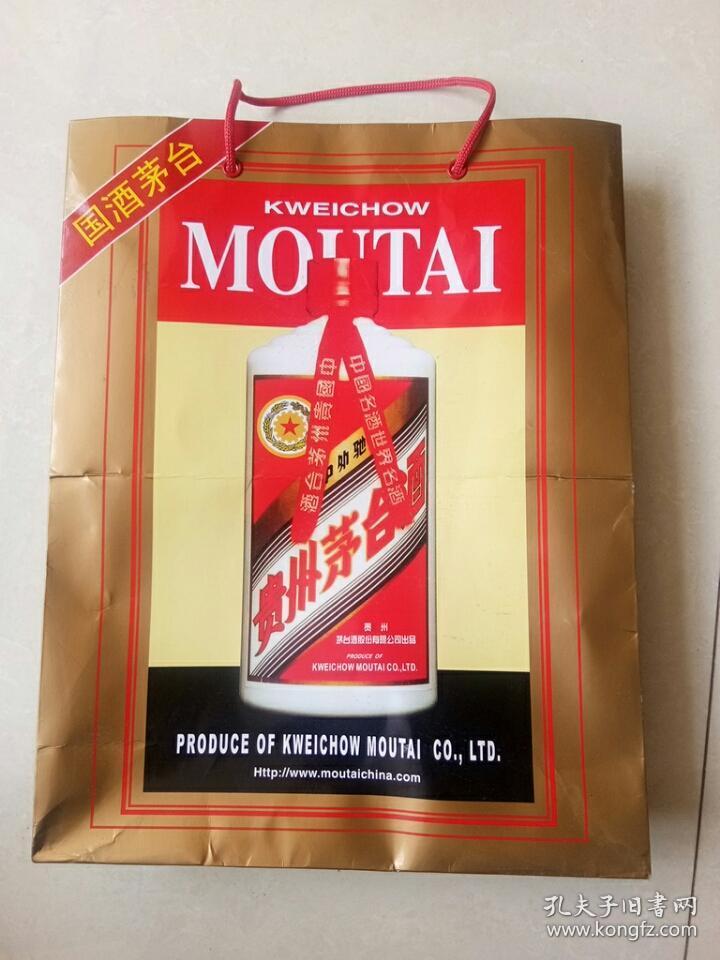 国酒茅台
KWEICHOW
MOUTAI
中國貴州茅台酒
中國名酒世界名酒
贵州茅台酒
贵州
茅台酒股份有限公司出品
PRODUCE OF
KWEICHOW MOUTAI CO.,LTD.
PRODUCE OF KWEICHOW MOUTAI CO., LTD.
Http://www.moutaichina.com
孔夫子旧书网
www.kongfz.com